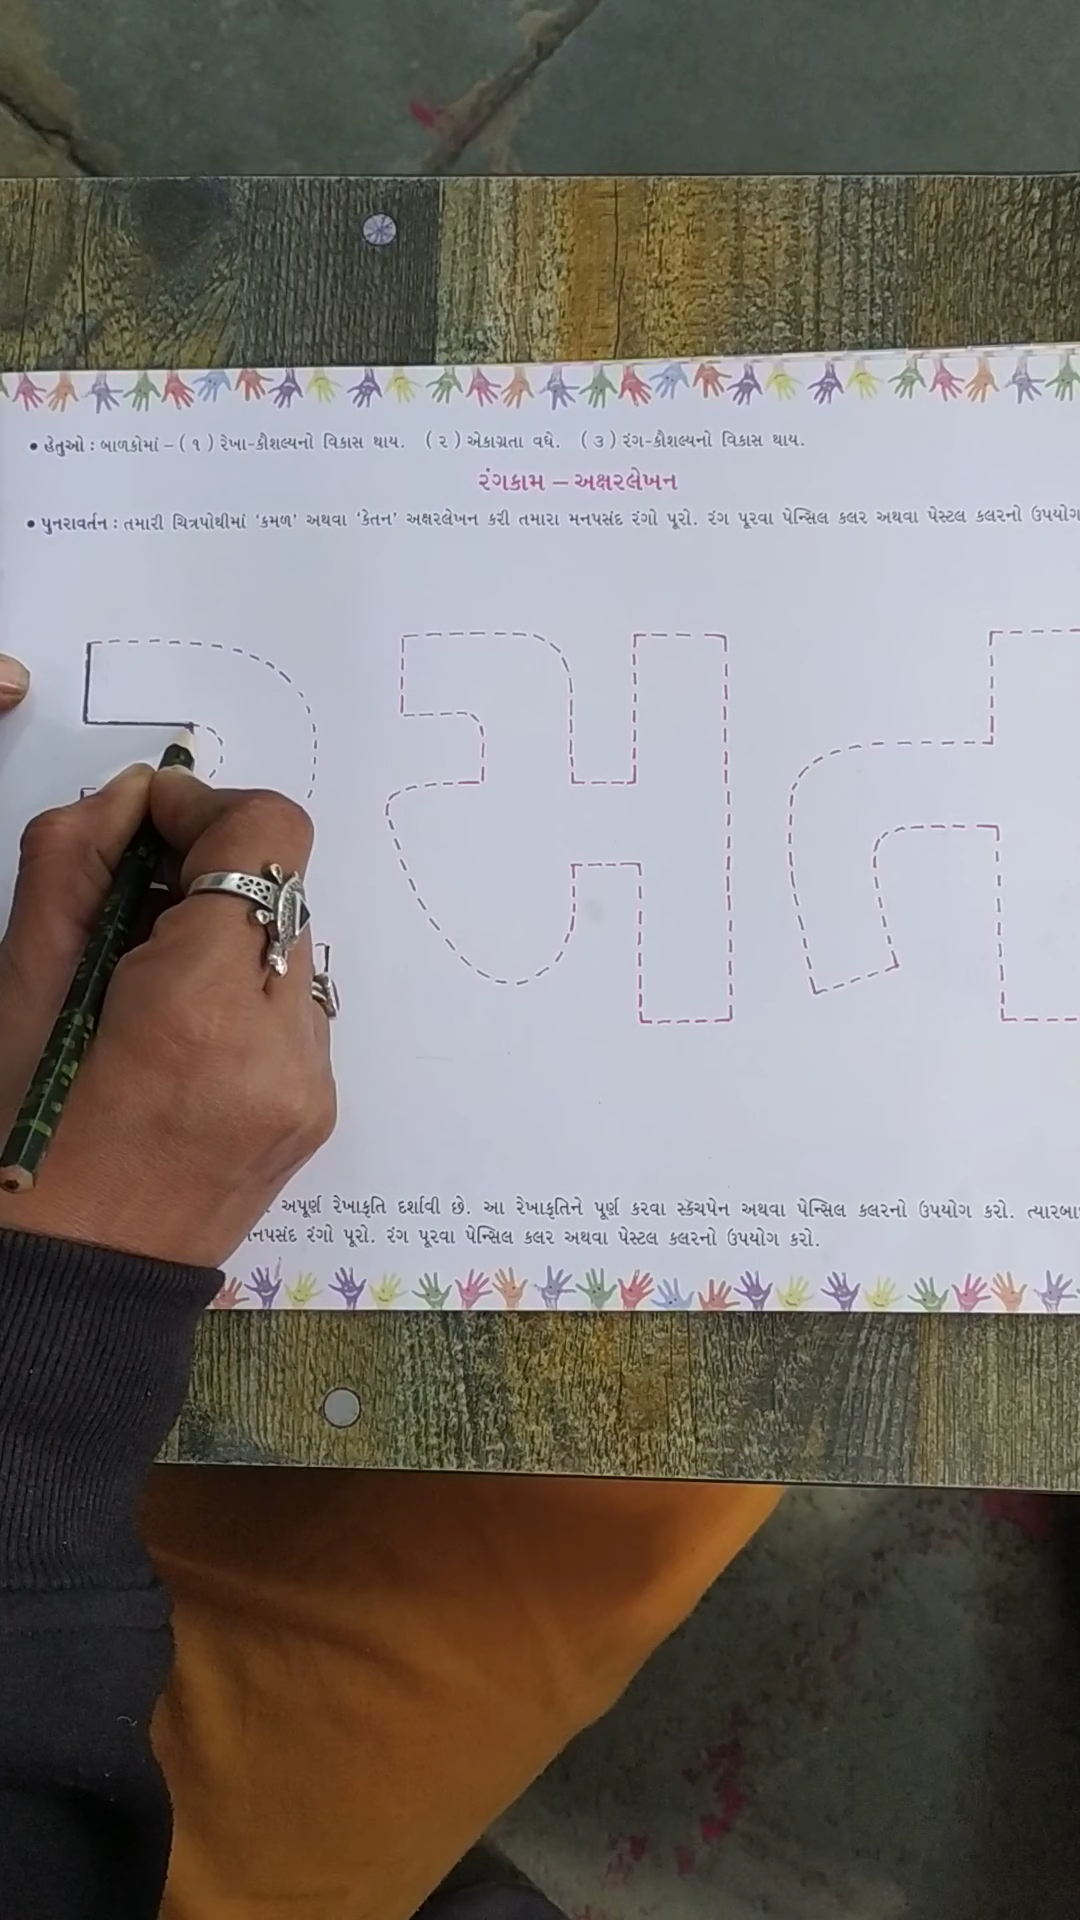 • હેતુઓ : બાળકોમાં – ( ૧ ) રેખા-કૌશલ્યનો વિકાસ થાય. ( ૨ ) એકાગ્રતા વધે. ( ૩ ) રંગ-કૌશલ્યનો વિકાસ થાય.
રંગકામ – અક્ષરલેખન
• પુનરાવર્તન : તમારી ચિત્રપોથીમાં ‘કમળ’ અથવા ‘કેતન’ અક્ષરલેખન કરી તમારા મનપસંદ રંગો પૂરો. રંગ પૂરવા પેન્સિલ કલર અથવા પેસ્ટલ કલરનો ઉપયોગ
મ ત
અપૂર્ણ રેખાકૃતિ દર્શાવી છે. આ રેખાકૃતિને પૂર્ણ કરવા સ્કૅચપેન અથવા પેન્સિલ કલરનો ઉપયોગ કરો.
રંગો પૂરો. રંગ પૂરવા પેન્સિલ કલર અથવા પેસ્ટલ કલરનો ઉપયોગ કરો.